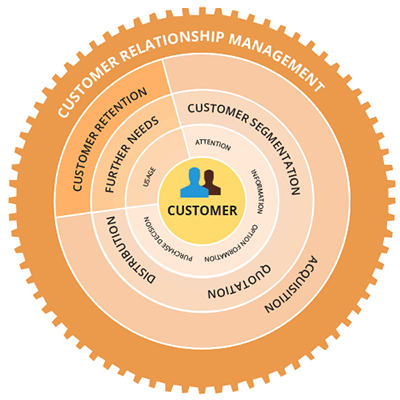 CUSTOMER RELATIONSHIP MANAGEMENT
CUSTOMER RETENTION
FURTHER NEEDS
CUSTOMER SEGMENTATION
ATTENTION
USAGE
INFORMATION
CUSTOMER
OPTION FORMATION
PURCHASE DECISION
DISTRIBUTION
QUOTATION
ACQUISITION